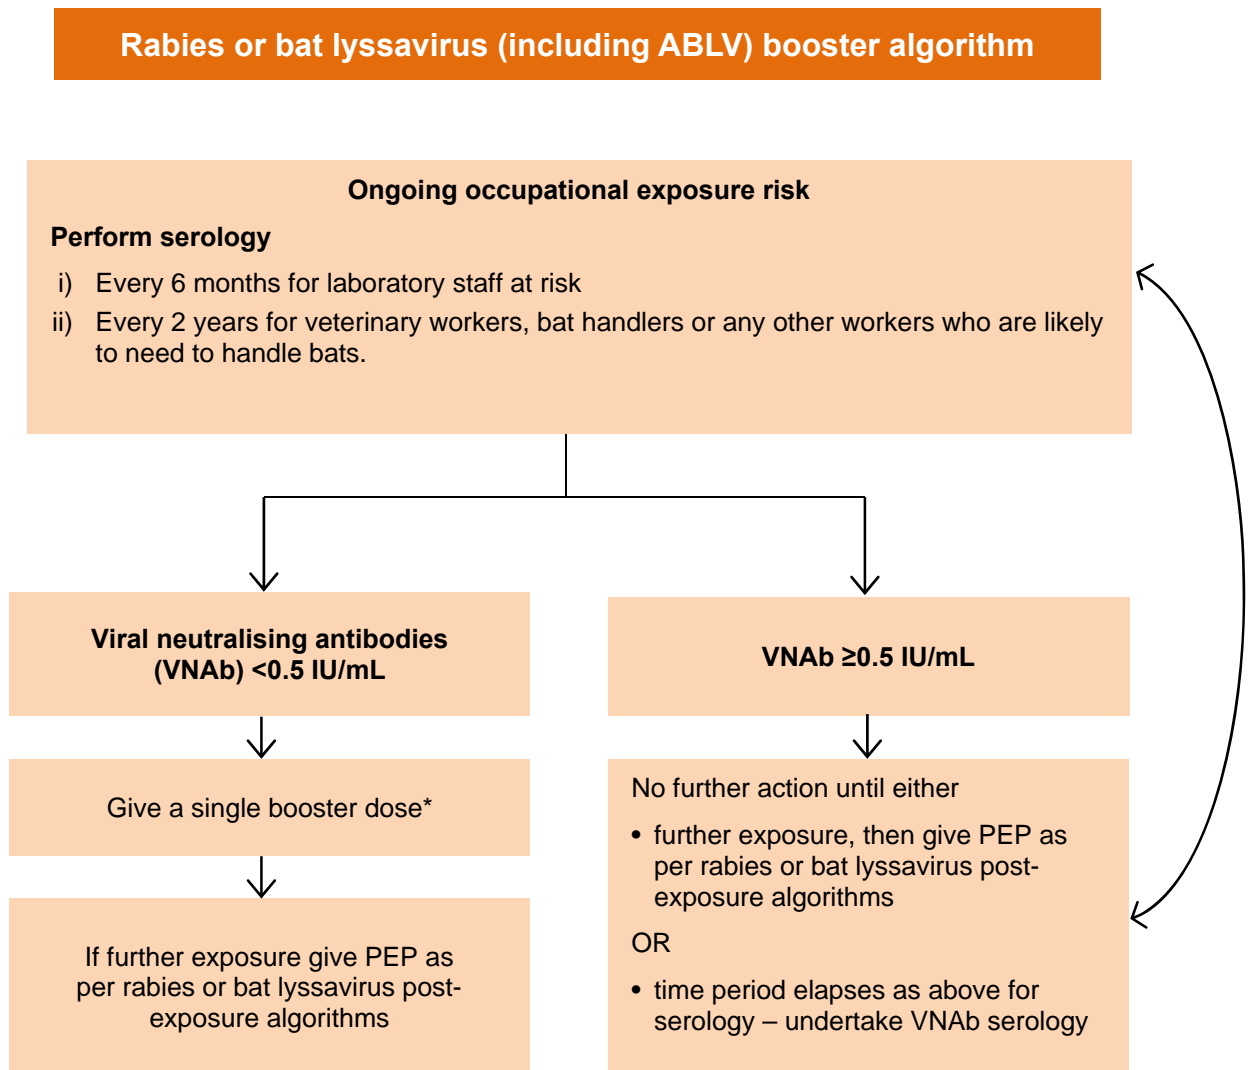 Rabies or bat lyssavirus (including ABLV) booster algorithm
Ongoing occupational exposure risk
Perform serology
i) Every 6 months for laboratory staff at risk
ii) Every 2 years for veterinary workers, bat handlers or any other workers who are likely
to need to handle bats.
Viral neutralising antibodies
(VNAb) <0.5 IU/mL
Give a single booster dose*
If further exposure give PEP as
per rabies or bat lyssavirus post-
exposure algorithms
VNAb ≥0.5 IU/mL
No further action until either
• further exposure, then give PEP as
per rabies or bat lyssavirus post-
exposure algorithms
OR
• time period elapses as above for
serology – undertake VNAb serology